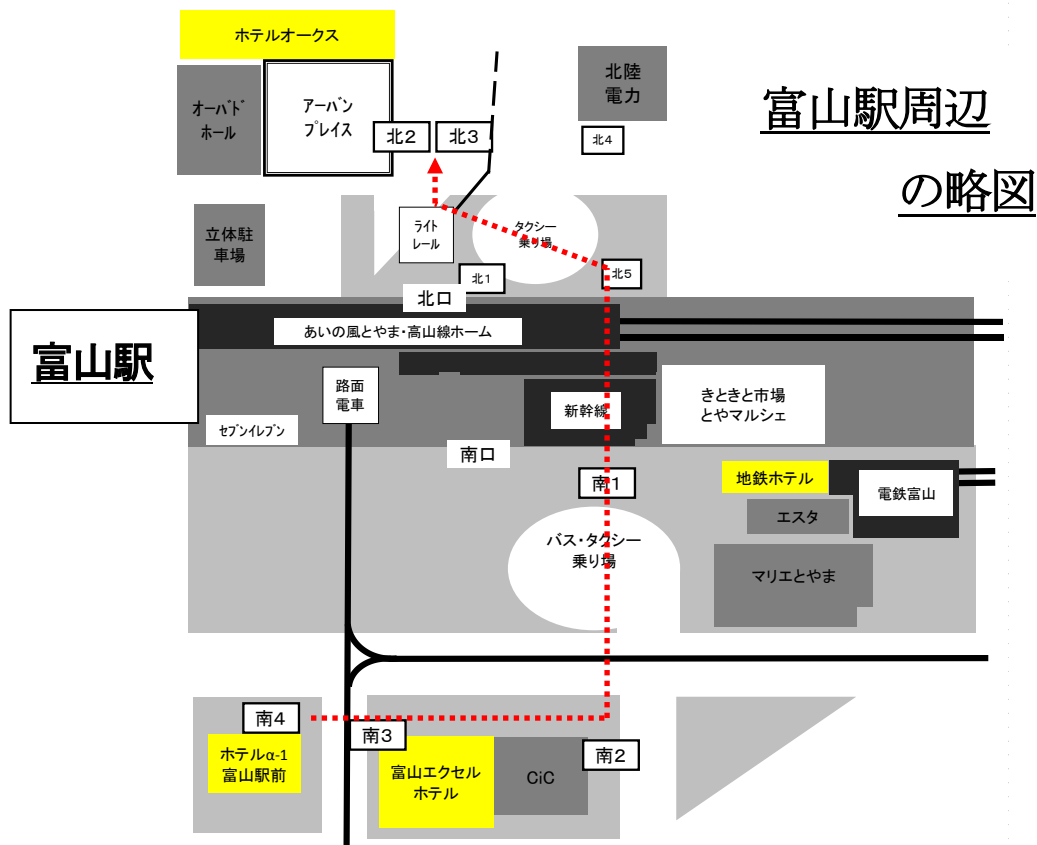 ホテルオークス
北陸
電力
富山駅周辺
の略図
オーバード
ホール
アーバン
プレイス
北2
北3
北4
立体駐
車場
ライト
レール
タクシー
乗り場
北1
北5
北口
あいの風とやま・高山線ホーム
富山駅
路面
電車
新幹線
きときと市場
とやマルシェ
セブンイレブン
南口
南1
地鉄ホテル
電鉄富山
エスタ
バス・タクシー
乗り場
マリエとやま
南4
南3
南2
ホテルα-1
富山駅前
富山エクセル
ホテル
CiC